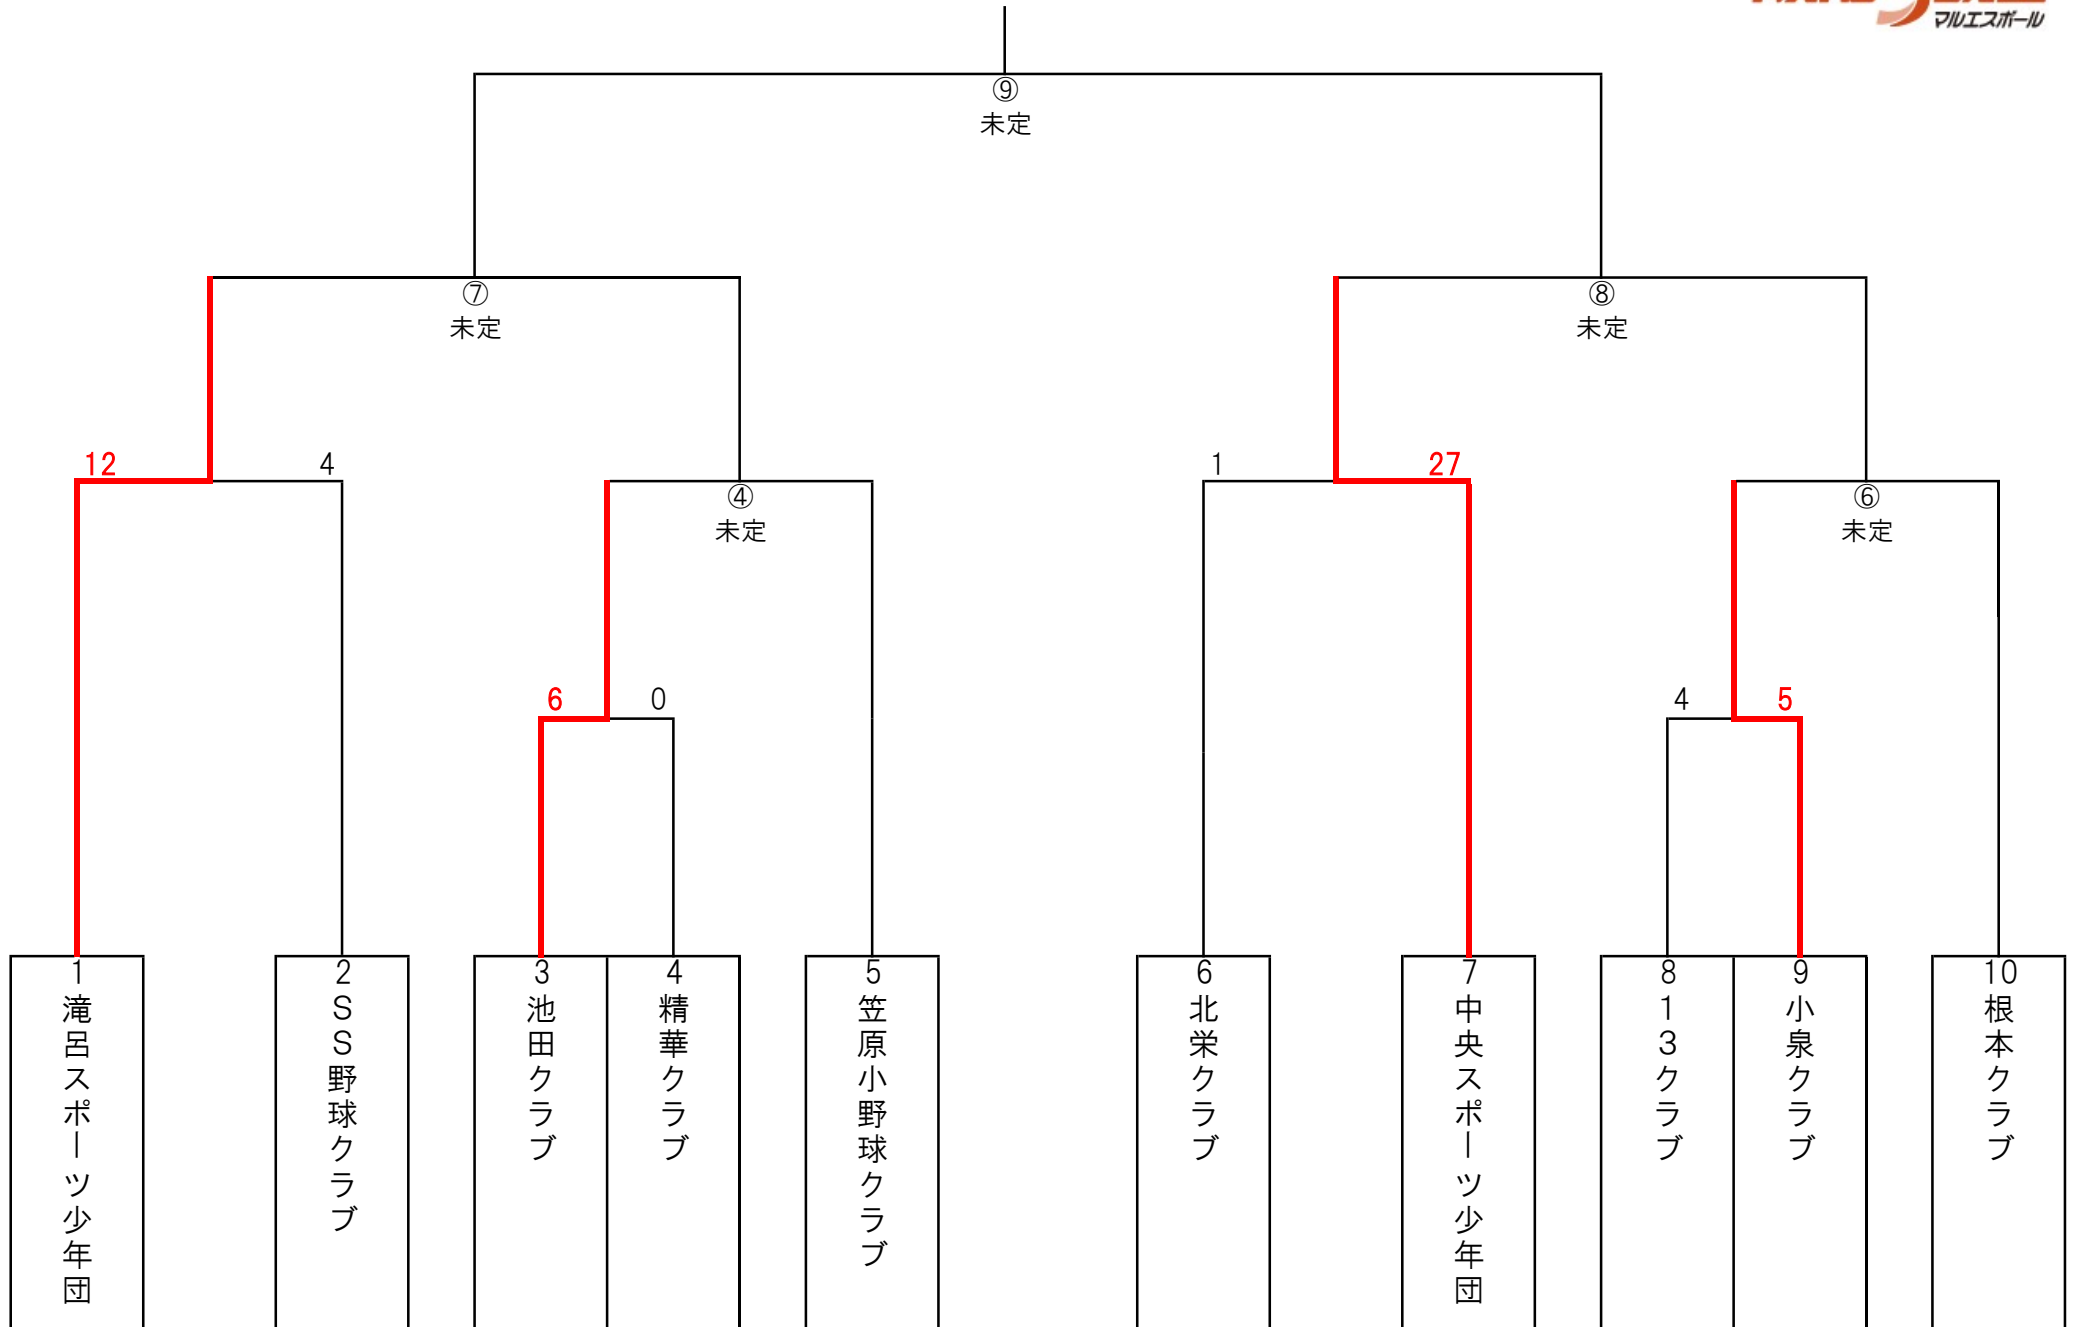 マルエスボール
⑨
未定
⑦
未定
⑧
未定
12
4
1
27
④
未定
⑥
未定
6
0
4
5
1
滝呂スポーツ少年団
2
SS野球クラブ
3
池田クラブ
4
精華クラブ
5
笠原小野球クラブ
6
北栄クラブ
7
中央スポーツ少年団
8
13クラブ
9
小泉クラブ
10
根本クラブ